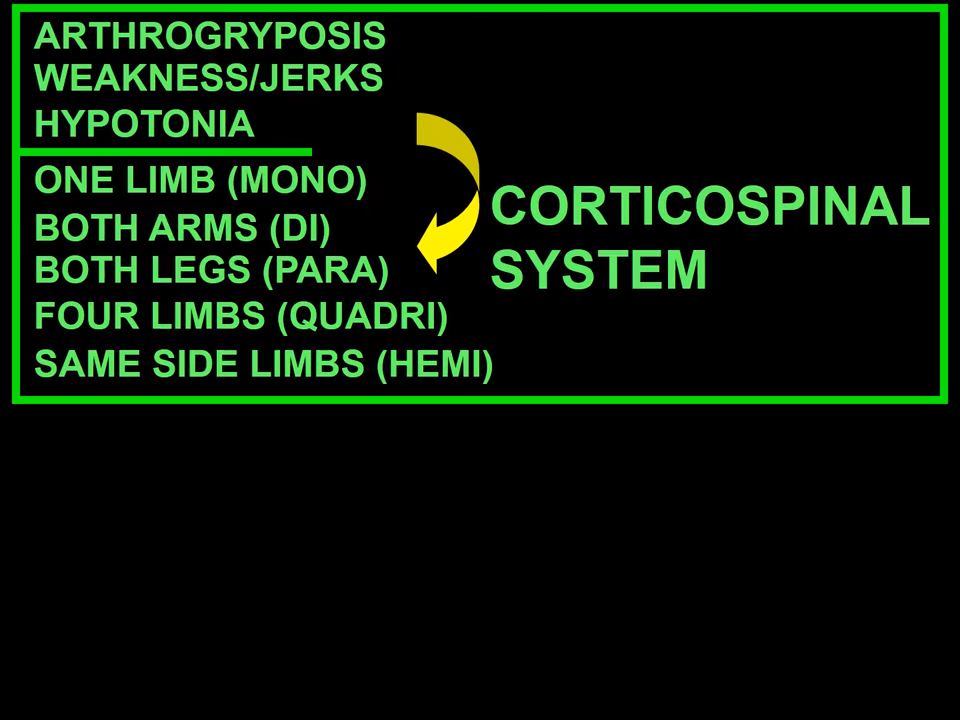 ARTHROGRYPOSIS
WEAKNESS/JERKS
HYPOTONIA
ONE LIMB (MONO)
BOTH ARMS (DI)
BOTH LEGS (PARA)
FOUR LIMBS (QUADRI)
SAME SIDE LIMBS (HEMI)
CORTICOSPINAL
SYSTEM